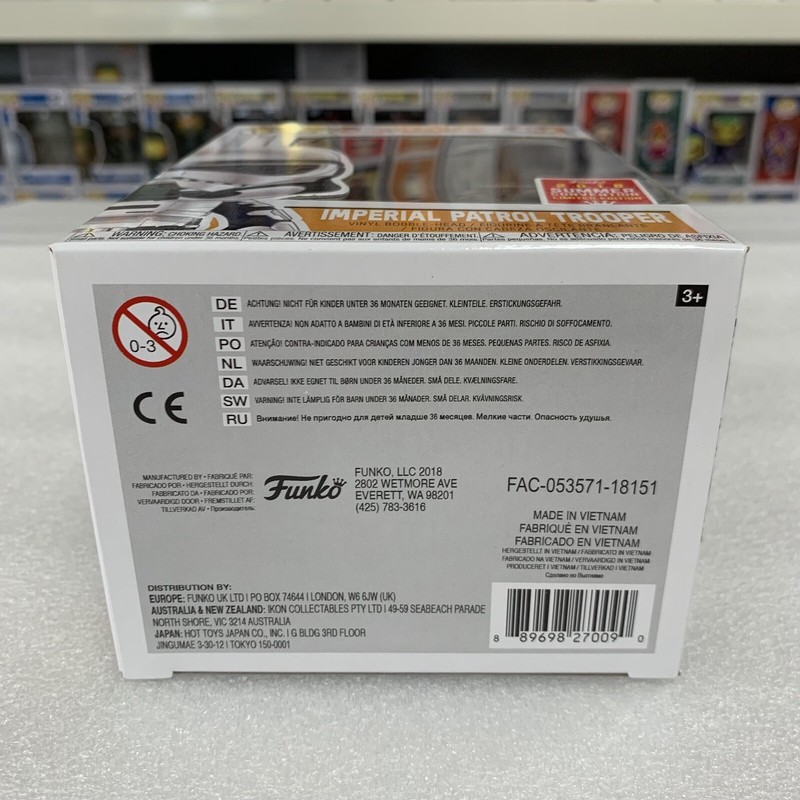 2018
SUMMER
CONVENTION
LIMITED EDITION
IMPERIAL PATROL TROOPER
VINYL BOBBLE-HEAD
WARNING: CHOKING HAZARD. AVERTISSEMENT: DANGER D'ÉTOUFFEMENT. ADVERTENCIA: PELIGRO DE ASFIXIA
3+
0-3
DE ACHTUNG! NICHT FÜR KINDER UNTER 36 MONATEN GEEIGNET. KLEINTEILE. ERSTICKUNGSGEFAHR.
IT AVVERTENZA! NON ADATTO A BAMBINI DI ETÀ INFERIORE A 36 MESI. PICCOLE PARTI. RISCHIO DI SOFFOCAMENTO.
PO ATENÇÃO! CONTRA-INDICADO PARA CRIANÇAS COM MENOS DE 36 MESES. PEQUENAS PARTES. RISCO DE ASFIXIA.
NL WAARSCHUWING! NIET GESCHIKT VOOR KINDEREN JONGER DAN 36 MAANDEN. KLEINE ONDERDELEN. VERSTIKKINGSGEVAAR.
DA ADVARSEL! IKKE EGNET TIL BØRN UNDER 36 MÅNEDER. SMÅ DELE. KVÆLNINGSFARE.
SW VARNING! INTE LÄMPLIG FÖR BARN UNDER 36 MÅNADER. SMÅ DELAR. KVÄVNINGSRISK.
RU Внимание! Не пригодно для детей младше 36 месяцев. Мелкие части. Опасность удушья.
CE
MANUFACTURED BY • FABRIQUÉ PAR:
FABRICADO POR • HERGESTELLT DURCH:
FABBRICATO DA • FABRICADO POR:
VERVAARDIGD DOOR • FREMSTILLET AF:
TILLVERKAD AV • Производитель:
Funko
FUNKO, LLC 2018
2802 WETMORE AVE
EVERETT, WA 98201
(425) 783-3616
FAC-053571-18151
MADE IN VIETNAM
FABRIQUÉ EN VIETNAM
FABRICADO EN VIETNAM
HERGESTELLT IN VIETNAM / FABBRICATO IN VIETNAM
FABRICADO NA VIETNAM / VERVAARDIGD IN VIETNAM
PRODUCERET I VIETNAM / TILLVERKAD I VIETNAM
Сделано во Вьетнаме
DISTRIBUTION BY:
EUROPE: FUNKO UK LTD | PO BOX 74644 | LONDON, W6 6JW (UK)
AUSTRALIA & NEW ZEALAND: IKON COLLECTABLES PTY LTD | 49-59 SEABEACH PARADE
NORTH SHORE, VIC 3214 AUSTRALIA
JAPAN: HOT TOYS JAPAN CO., INC. | G BLDG 3RD FLOOR
JINGUMAE 3-30-12 | TOKYO 150-0001
8 89698 27009 0